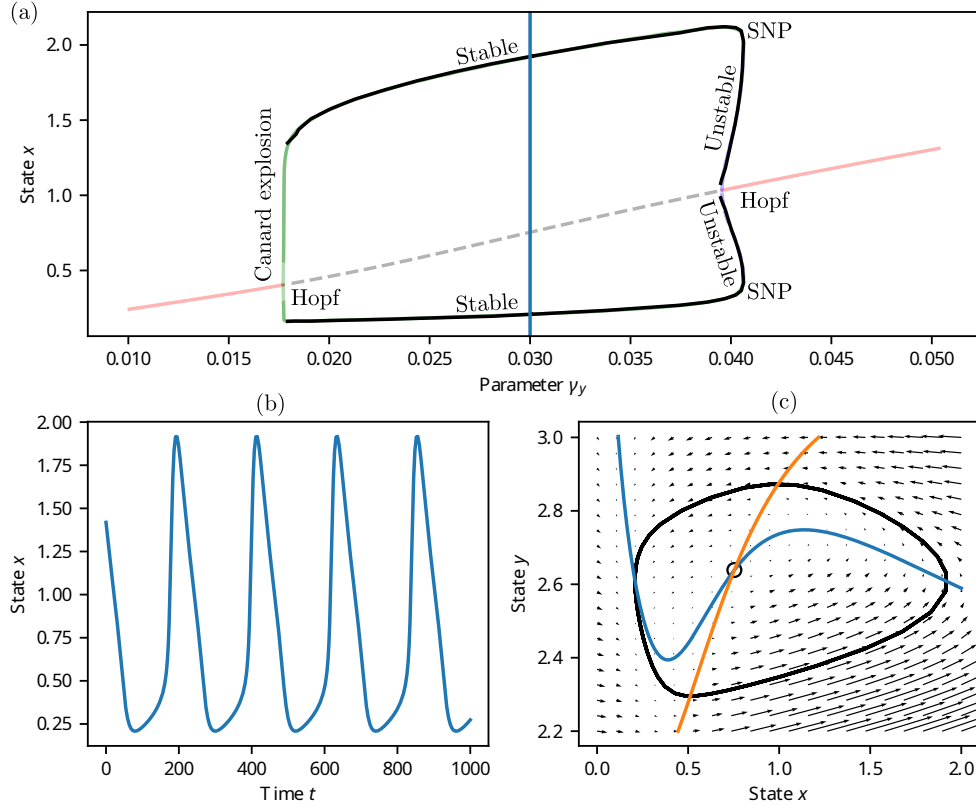 (a)
2.0
1.5
1.0
0.5
State x
Canard explosion
Stable
SNP
Unstable
Hopf
Unstable
Hopf
Stable
SNP
0.010
0.015
0.020
0.025
0.030
0.035
0.040
0.045
0.050
Parameter γ_y
(b)
2.00
1.75
1.50
1.25
1.00
0.75
0.50
0.25
State x
0
200
400
600
800
1000
Time t
(c)
3.0
2.8
2.6
2.4
2.2
State y
0.0
0.5
1.0
1.5
2.0
State x